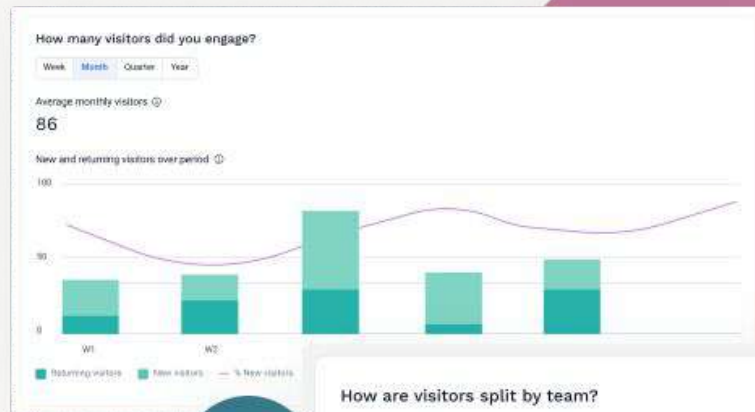 How many visitors did you engage?
Week Month Quarter Year
Average monthly visitors
86
New and returning visitors over period
100
50
0
W1 W2
Returning visitors New visitors % New visitors
How are visitors split by team?